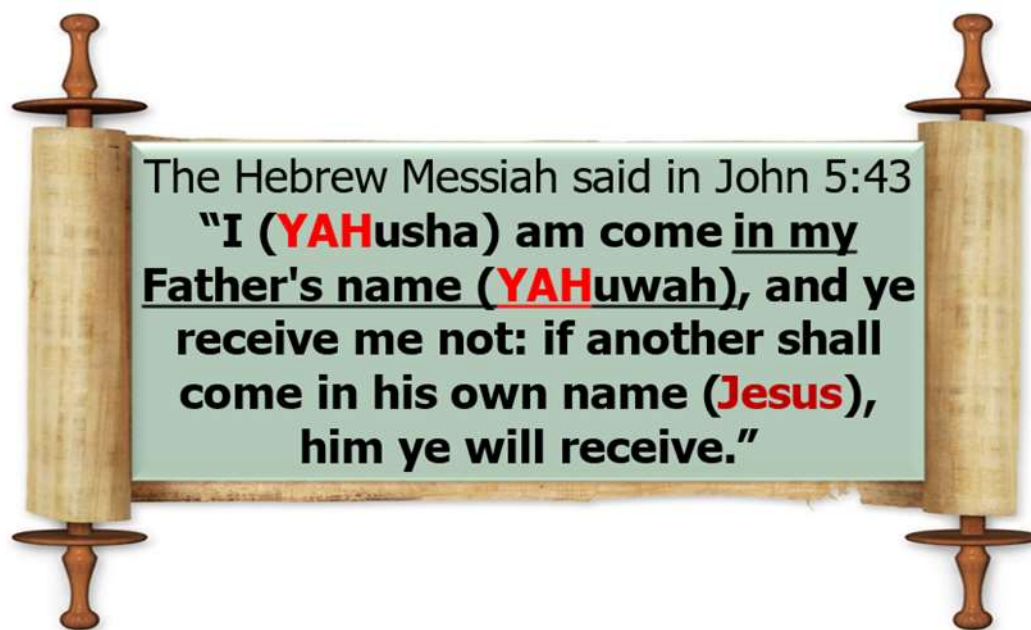 The Hebrew Messiah said in John 5:43
“I (YAHusha) am come in my
Father's name (YAHuwah), and ye
receive me not: if another shall
come in his own name (Jesus),
him ye will receive.”